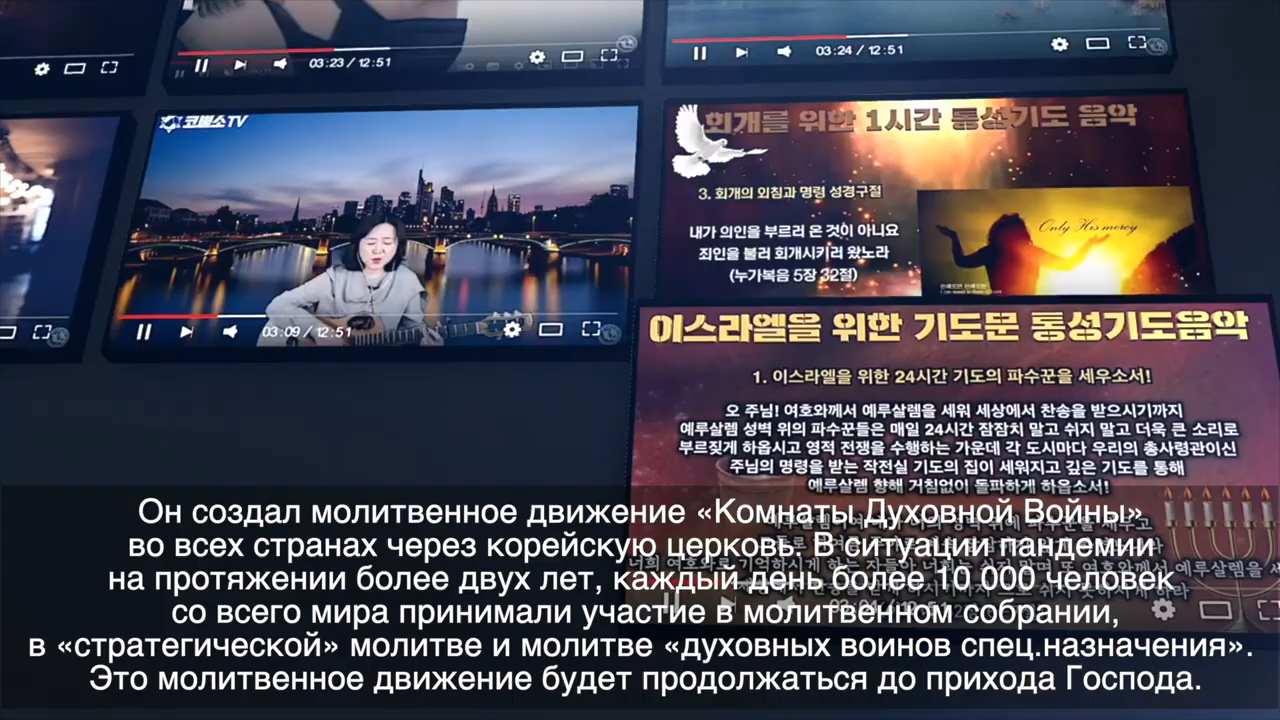 03:23 / 12:51
03:24 / 12:51
코뿔소TV
03:09 / 12:51
회개를 위한 1시간 통성기도 음악
3. 회개의 외침과 명령 성경구절
내가 의인을 부르러 온 것이 아니요
죄인을 불러 회개시키러 왔노라
(누가복음 5장 32절)
Only His mercy
이스라엘을 위한 기도문 통성기도음악
1. 이스라엘을 위한 24시간 기도의 파수꾼을 세우소서!
오 주님! 여호와께서 예루살렘을 세워 세상에서 찬송을 받으시기까지
예루살렘 성벽 위의 파수꾼들은 매일 24시간 잠잠치 말고 쉬지 말고 더욱 큰 소리로
부르짖게 하옵시고 영적 전쟁을 수행하는 가운데 각 도시마다 우리의 총사령관이신
주님의 명령을 받는 작전실 기도의 집이 세워지고 깊은 기도를 통해
예루살렘 향해 거침없이 돌파하게 하옵소서!
Он создал молитвенное движение «Комнаты Духовной Войны»
во всех странах через корейскую церковь. В ситуации пандемии
на протяжении более двух лет, каждый день более 10 000 человек
со всего мира принимали участие в молитвенном собрании,
в «стратегической» молитве и молитве «духовных воинов спец.назначения».
Это молитвенное движение будет продолжаться до прихода Господа.